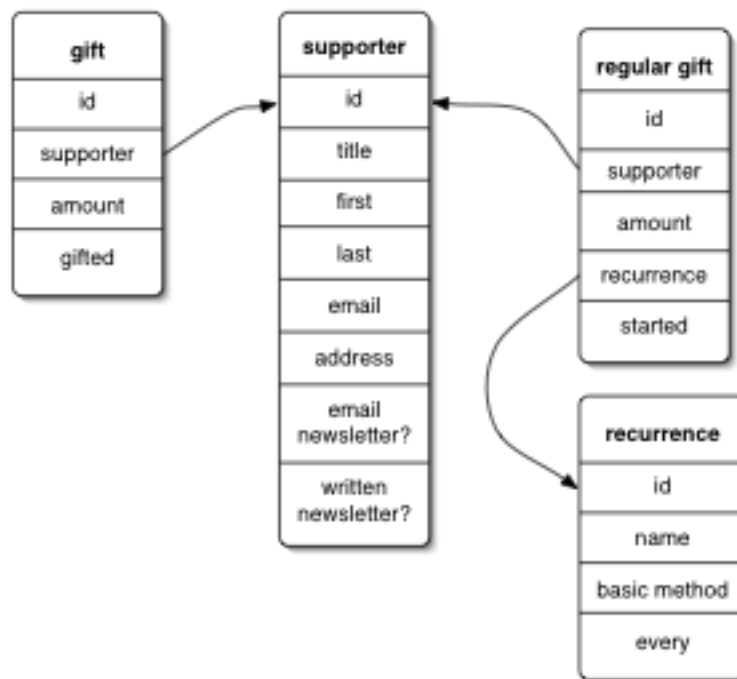 gift
id
supporter
amount
gifted
supporter
id
title
first
last
email
address
email
newsletter?
written
newsletter?
regular gift
id
supporter
amount
recurrence
started
recurrence
id
name
basic method
every